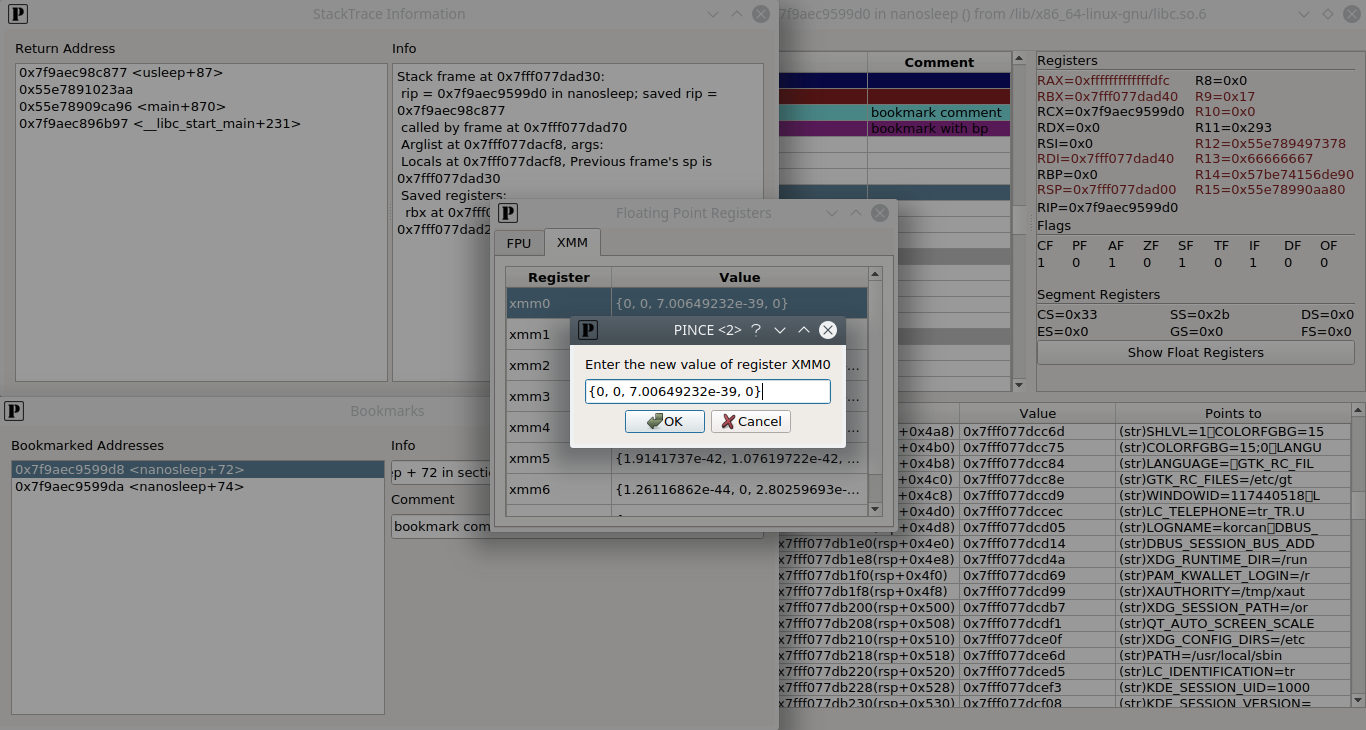 StackTrace Information
Return Address
0x7f9aec98c877 <usleep+87>
0x55e7891023aa
0x55e78909ca96 <main+870>
0x7f9aec896b97 <__libc_start_main+231>
Info
Stack frame at 0x7fff077dad30:
rip = 0x7f9aec9599d0 in nanosleep; saved rip =
0x7f9aec98c877
called by frame at 0x7fff077dad70
Arglist at 0x7fff077dacf8, args:
Locals at 0x7fff077dacf8, Previous frame's sp is
0x7fff077dad30
Saved registers:
rbx at 0x7fff0
0x7fff077dad2
7f9aec9599d0 in nanosleep () from /lib/x86_64-linux-gnu/libc.so.6
Comment
bookmark comment
bookmark with bp
Registers
RAX=0xfffffffffffffdfc R8=0x0
RBX=0x7fff077dad40 R9=0x17
RCX=0x7f9aec9599d0 R10=0x0
RDX=0x0 R11=0x293
RSI=0x0 R12=0x55e789497378
RDI=0x7fff077dad40 R13=0x66666667
RBP=0x0 R14=0x57be74156de90
RSP=0x7fff077dad00 R15=0x55e78990aa80
RIP=0x7f9aec9599d0
Flags
CF PF AF ZF SF TF IF DF OF
1 0 1 0 1 0 1 0 0
Segment Registers
CS=0x33 SS=0x2b DS=0x0
ES=0x0 GS=0x0 FS=0x0
Show Float Registers
Floating Point Registers
FPU XMM
Register Value
xmm0 {0, 0, 7.00649232e-39, 0}
xmm1
xmm2 ...
xmm3 ...
xmm4 ...
xmm5 {1.9141737e-42, 1.07619722e-42, ...
xmm6 {1.26116862e-44, 0, 2.80259693e-...
PINCE <2>
Enter the new value of register XMM0
{0, 0, 7.00649232e-39, 0}
OK Cancel
Bookmarks
Bookmarked Addresses
0x7f9aec9599d8 <nanosleep+72>
0x7f9aec9599da <nanosleep+74>
Info
ep + 72 in secti
Comment
bookmark com
Value Points to
+0x4a8) 0x7fff077dcc6d (str)SHLVL=1▯COLORFGBG=15
+0x4b0) 0x7fff077dcc75 (str)COLORFGBG=15;0▯LANGU
+0x4b8) 0x7fff077dcc84 (str)LANGUAGE=▯GTK_RC_FIL
+0x4c0) 0x7fff077dcc8e (str)GTK_RC_FILES=/etc/gt
+0x4c8) 0x7fff077dccd9 (str)WINDOWID=117440518▯L
+0x4d0) 0x7fff077dccec (str)LC_TELEPHONE=tr_TR.U
+0x4d8) 0x7fff077dcd05 (str)LOGNAME=korcan▯DBUS_
x7fff077db1e0(rsp+0x4e0) 0x7fff077dcd14 (str)DBUS_SESSION_BUS_ADD
x7fff077db1e8(rsp+0x4e8) 0x7fff077dcd4a (str)XDG_RUNTIME_DIR=/run
x7fff077db1f0(rsp+0x4f0) 0x7fff077dcd69 (str)PAM_KWALLET_LOGIN=/r
x7fff077db1f8(rsp+0x4f8) 0x7fff077dcd99 (str)XAUTHORITY=/tmp/xaut
x7fff077db200(rsp+0x500) 0x7fff077dcdb7 (str)XDG_SESSION_PATH=/or
x7fff077db208(rsp+0x508) 0x7fff077dcdf1 (str)QT_AUTO_SCREEN_SCALE
x7fff077db210(rsp+0x510) 0x7fff077dce0f (str)XDG_CONFIG_DIRS=/etc
x7fff077db218(rsp+0x518) 0x7fff077dce6d (str)PATH=/usr/local/sbin
x7fff077db220(rsp+0x520) 0x7fff077dced5 (str)LC_IDENTIFICATION=tr
x7fff077db228(rsp+0x528) 0x7fff077dcef3 (str)KDE_SESSION_UID=1000
x7fff077db230(rsp+0x530) 0x7fff077dcf08 (str)KDE_SESSION_VERSION=